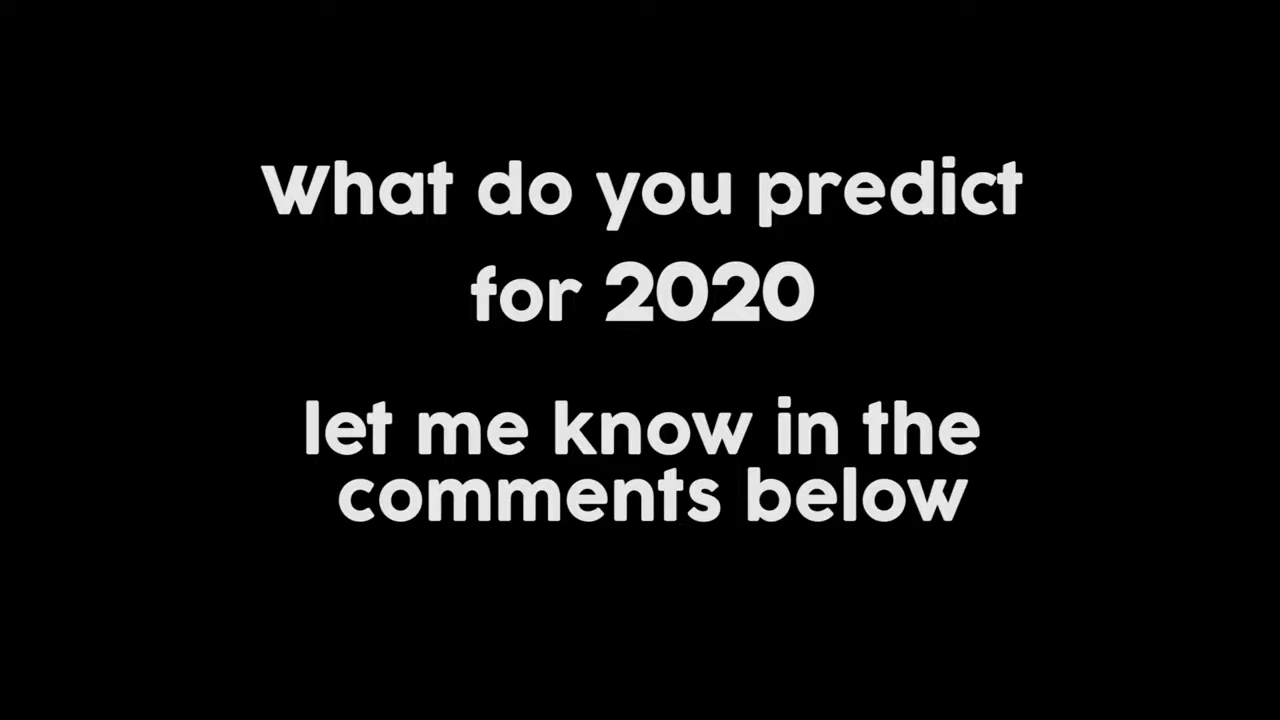 What do you predict
for 2020
let me know in the
comments below